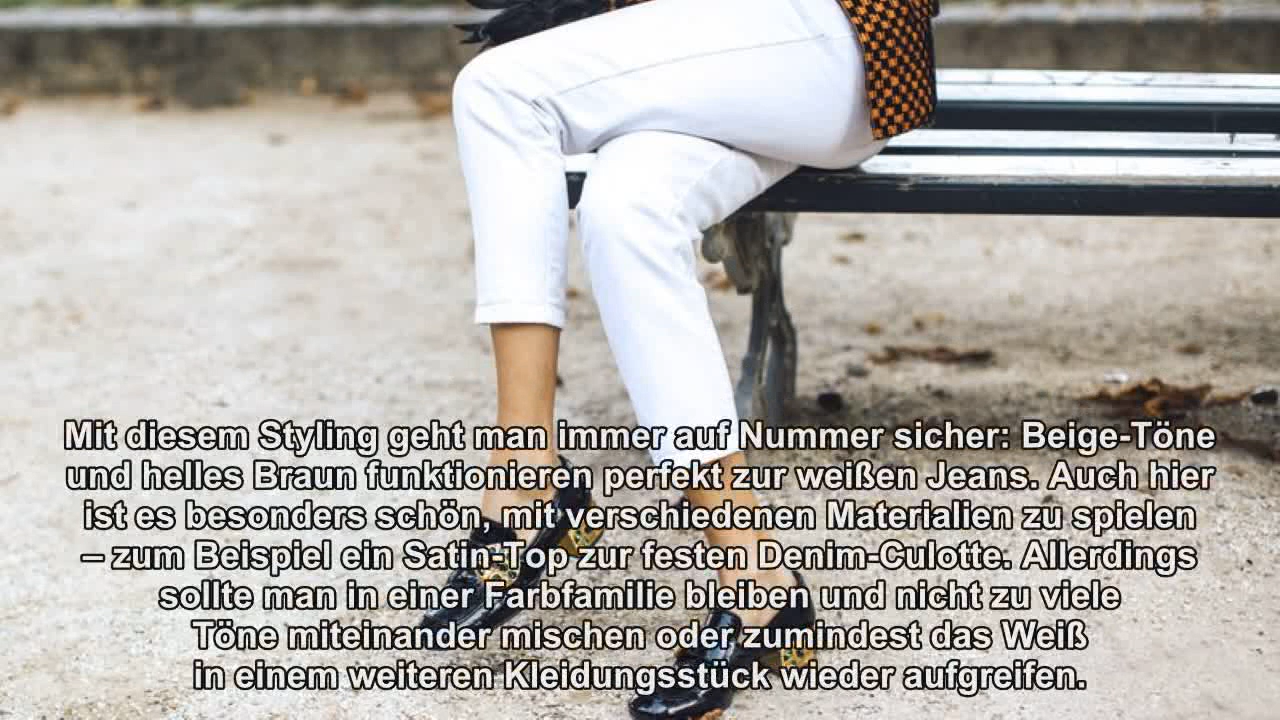 Mit diesem Styling geht man immer auf Nummer sicher: Beige-Töne
und helles Braun funktionieren perfekt zur weißen Jeans. Auch hier
ist es besonders schön, mit verschiedenen Materialien zu spielen
– zum Beispiel ein Satin-Top zur festen Denim-Culotte. Allerdings
sollte man in einer Farbfamilie bleiben und nicht zu viele
Töne miteinander mischen oder zumindest das Weiß
in einem weiteren Kleidungsstück wieder aufgreifen.